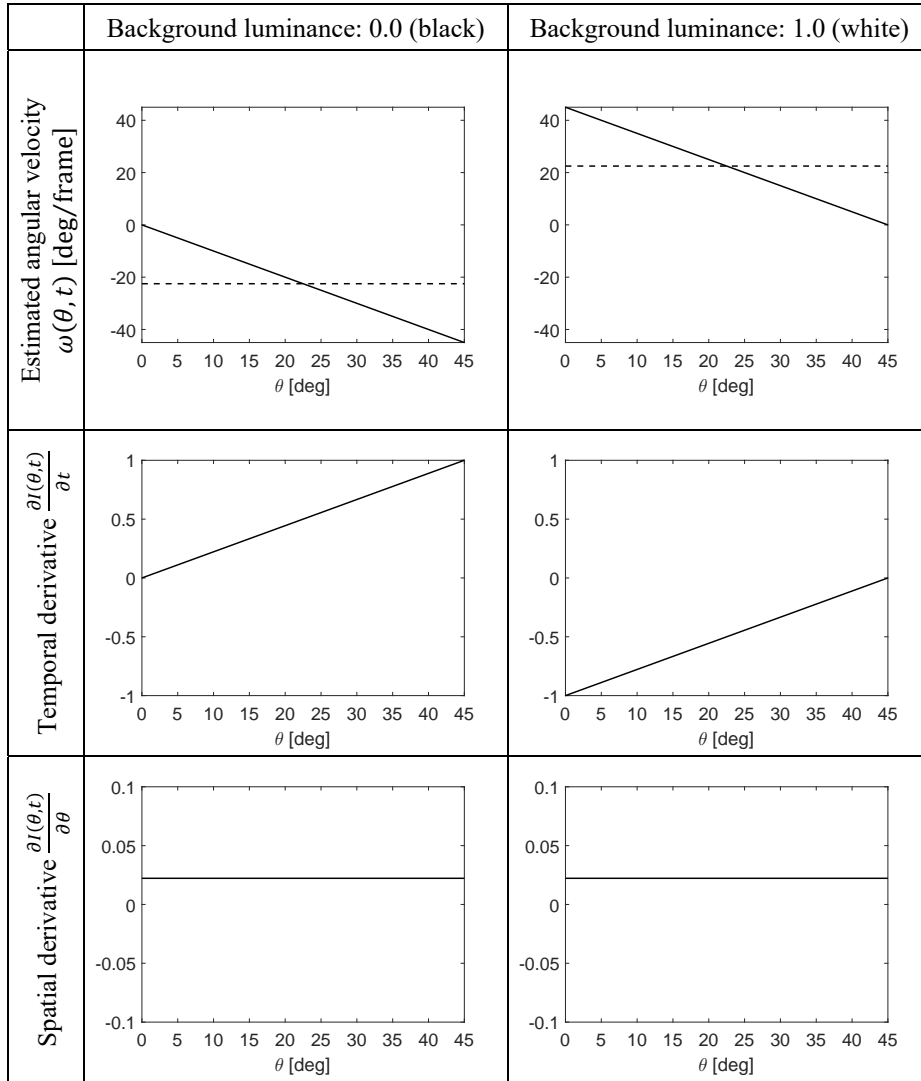 Background luminance: 0.0 (black)
Background luminance: 1.0 (white)
Estimated angular velocity
ω(θ, t) [deg/frame]
40
20
0
-20
-40
0 5 10 15 20 25 30 35 40 45
θ [deg]
40
20
0
-20
-40
0 5 10 15 20 25 30 35 40 45
θ [deg]
Temporal derivative ∂I(θ,t)/∂t
1
0.5
0
-0.5
-1
0 5 10 15 20 25 30 35 40 45
θ [deg]
1
0.5
0
-0.5
-1
0 5 10 15 20 25 30 35 40 45
θ [deg]
Spatial derivative ∂I(θ,t)/∂θ
0.1
0.05
0
-0.05
-0.1
0 5 10 15 20 25 30 35 40 45
θ [deg]
0.1
0.05
0
-0.05
-0.1
0 5 10 15 20 25 30 35 40 45
θ [deg]